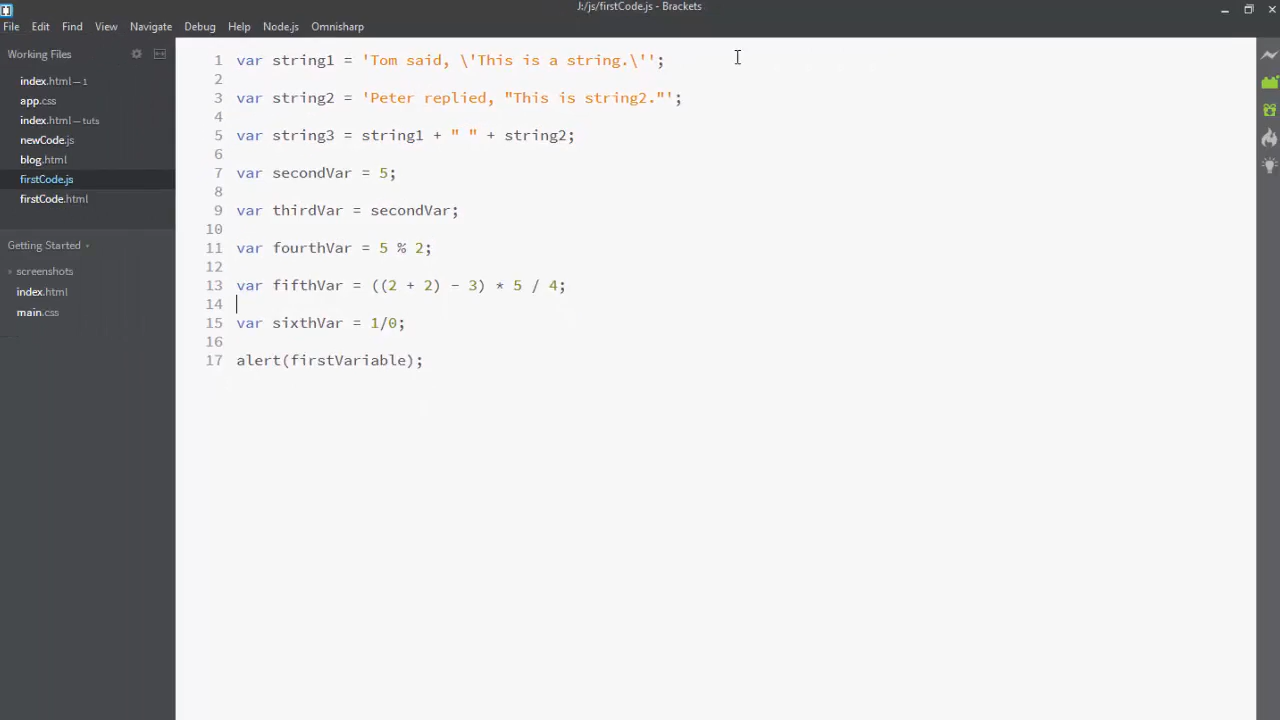 J:/js/firstCode.js - Brackets
File Edit Find View Navigate Debug Help Node.js Omnisharp
Working Files
index.html — 1
app.css
index.html — tuts
newCode.js
blog.html
firstCode.js
firstCode.html
Getting Started
screenshots
index.html
main.css
1 var string1 = 'Tom said, \'This is a string.\'';
2
3 var string2 = 'Peter replied, "This is string2."';
4
5 var string3 = string1 + " " + string2;
6
7 var secondVar = 5;
8
9 var thirdVar = secondVar;
10
11 var fourthVar = 5 % 2;
12
13 var fifthVar = ((2 + 2) - 3) * 5 / 4;
14
15 var sixthVar = 1/0;
16
17 alert(firstVariable);